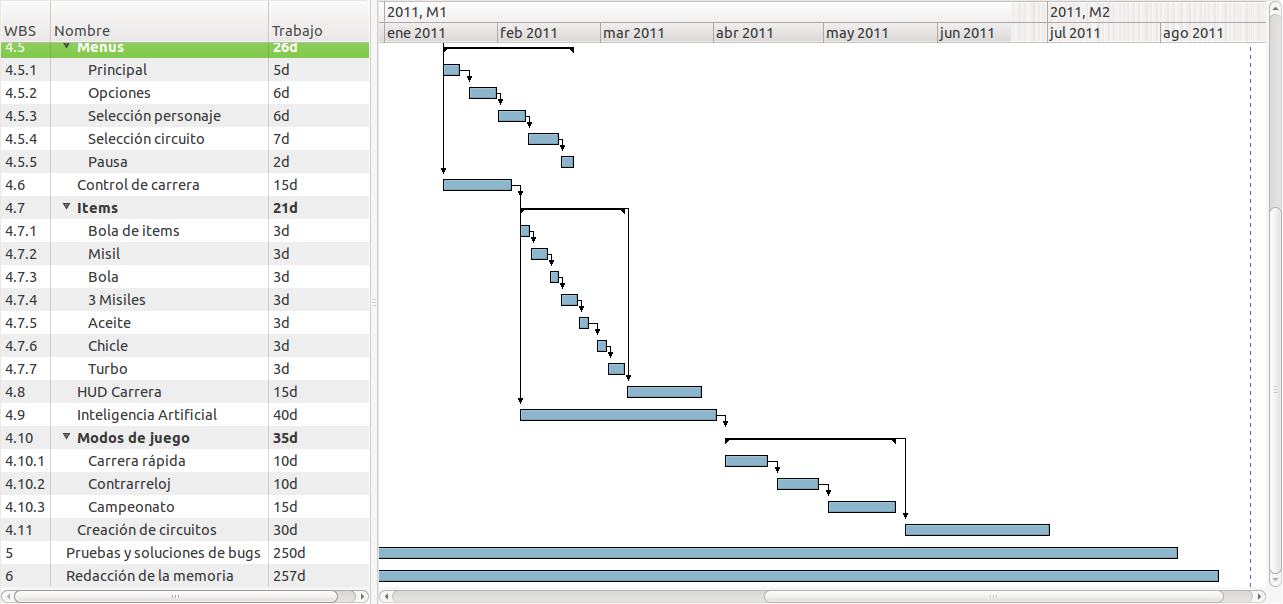 WBS Nombre Trabajo 2011, M1 2011, M2
ene 2011 feb 2011 mar 2011 abr 2011 may 2011 jun 2011 jul 2011 ago 2011
4.5 Menus 26d
4.5.1 Principal 5d
4.5.2 Opciones 6d
4.5.3 Selección personaje 6d
4.5.4 Selección circuito 7d
4.5.5 Pausa 2d
4.6 Control de carrera 15d
4.7 Items 21d
4.7.1 Bola de items 3d
4.7.2 Misil 3d
4.7.3 Bola 3d
4.7.4 3 Misiles 3d
4.7.5 Aceite 3d
4.7.6 Chicle 3d
4.7.7 Turbo 3d
4.8 HUD Carrera 15d
4.9 Inteligencia Artificial 40d
4.10 Modos de juego 35d
4.10.1 Carrera rápida 10d
4.10.2 Contrarreloj 10d
4.10.3 Campeonato 15d
4.11 Creación de circuitos 30d
5 Pruebas y soluciones de bugs 250d
6 Redacción de la memoria 257d